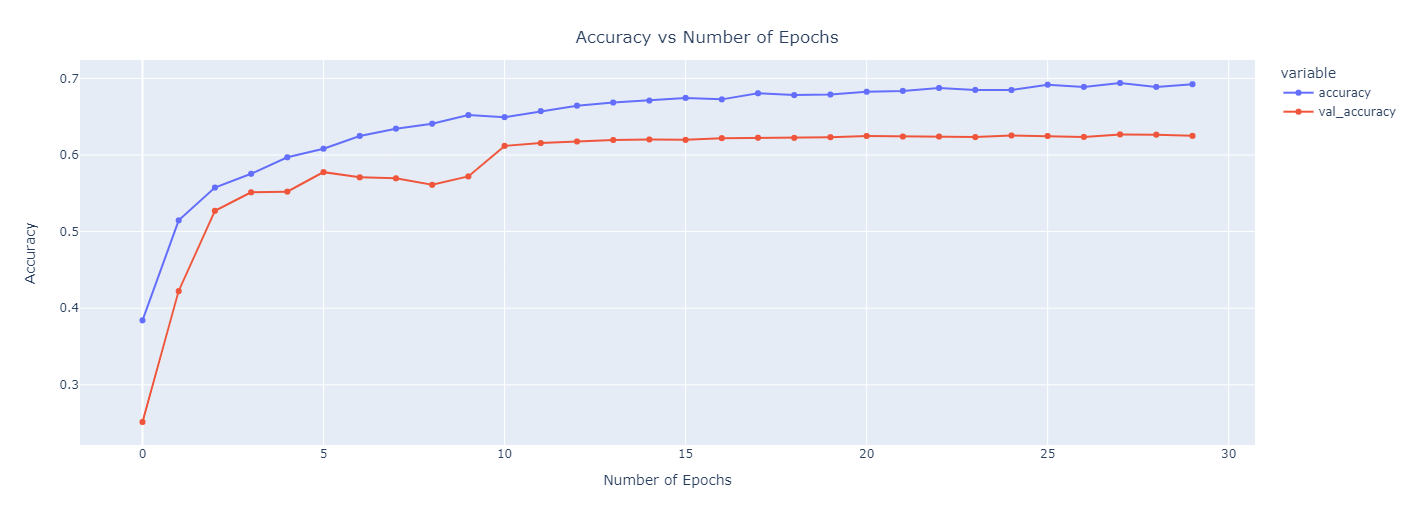 Accuracy vs Number of Epochs
variable
accuracy
val_accuracy
Accuracy
0.7
0.6
0.5
0.4
0.3
0 5 10 15 20 25 30
Number of Epochs